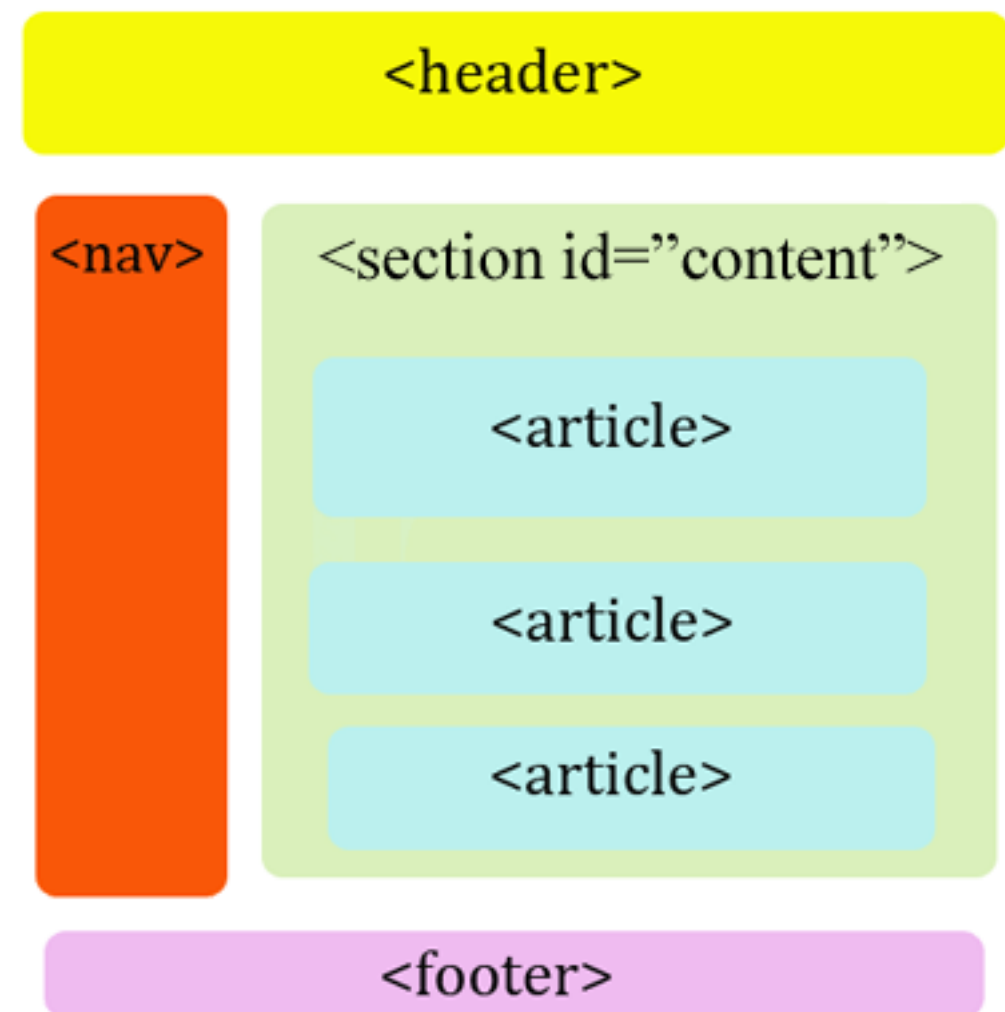 <header>
<nav>
<section id=”content”>
<article>
<article>
<article>
<footer>